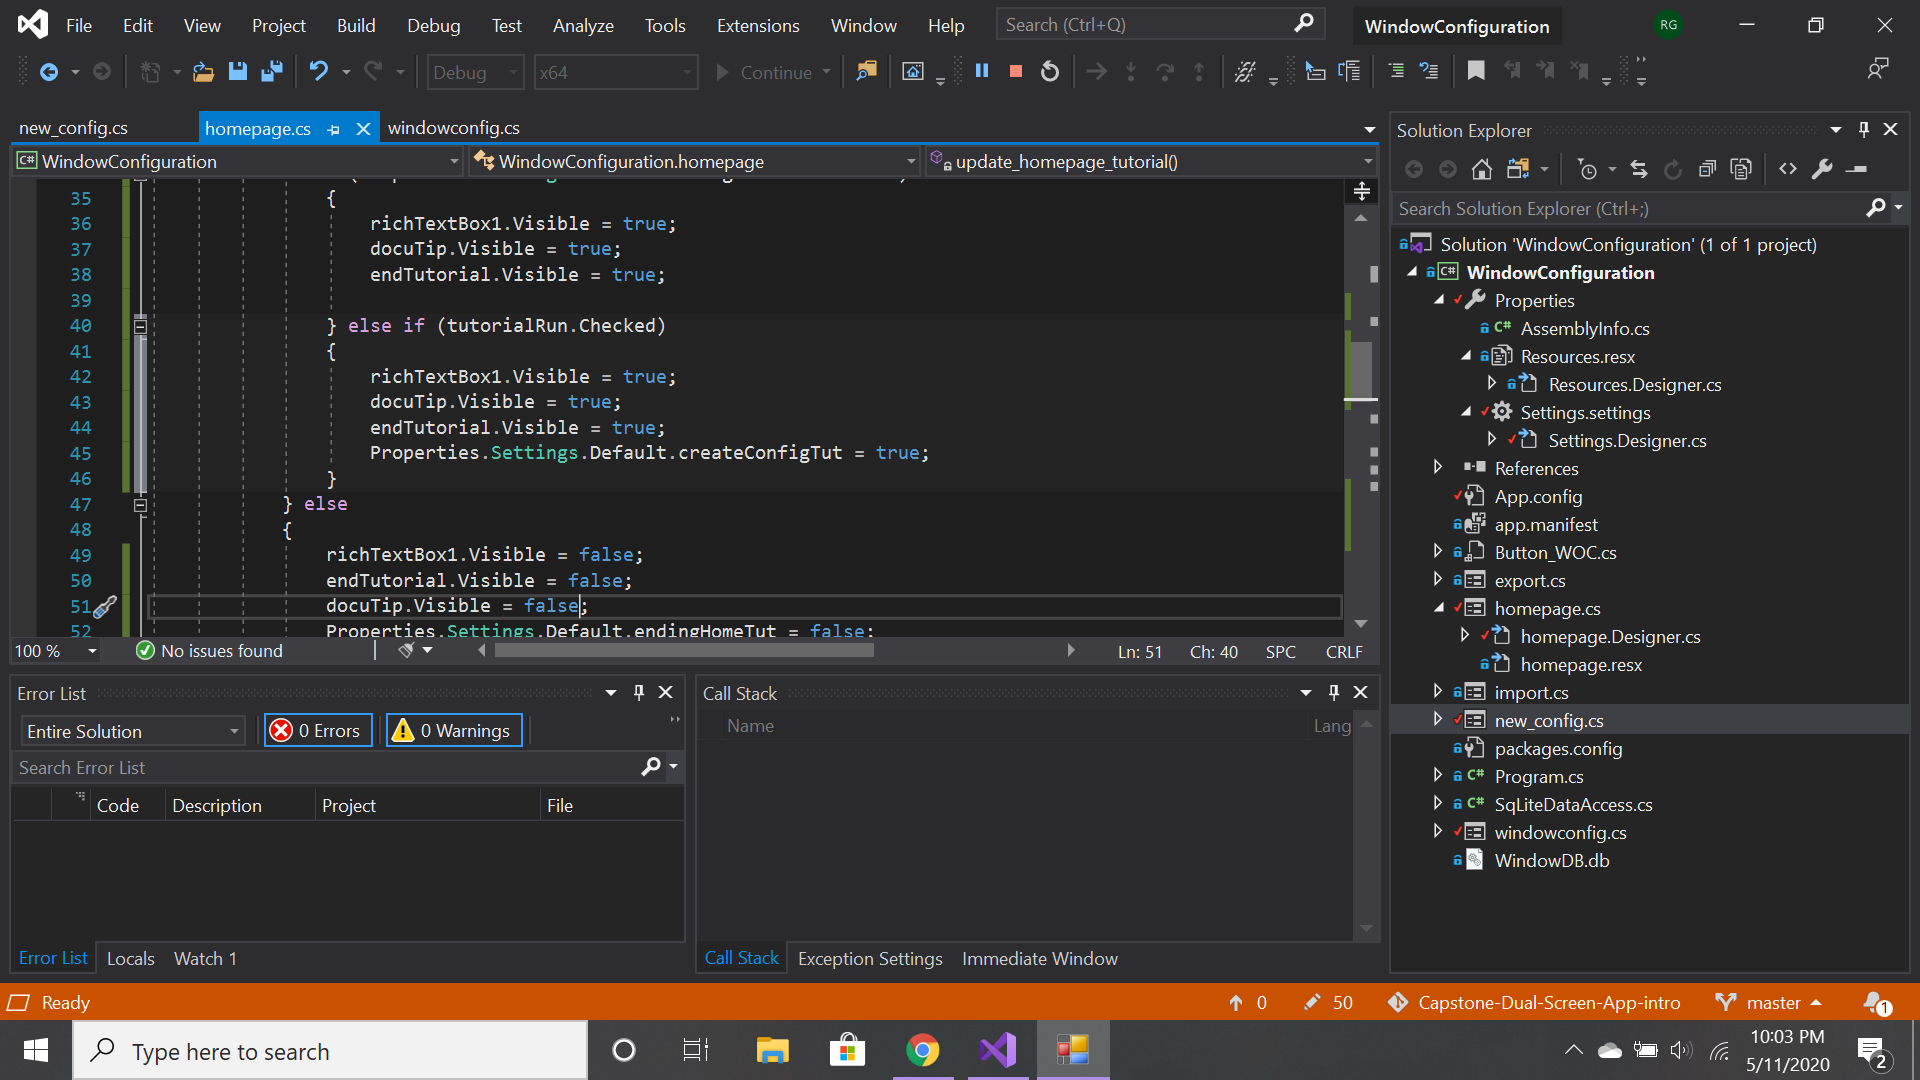 File Edit View Project Build Debug Test Analyze Tools Extensions Window Help Search (Ctrl+Q) WindowConfiguration RG
Debug x64 Continue
new_config.cs homepage.cs windowconfig.cs
C# WindowConfiguration WindowConfiguration.homepage update_homepage_tutorial()
35 {
36 richTextBox1.Visible = true;
37 docuTip.Visible = true;
38 endTutorial.Visible = true;
39
40 } else if (tutorialRun.Checked)
41 {
42 richTextBox1.Visible = true;
43 docuTip.Visible = true;
44 endTutorial.Visible = true;
45 Properties.Settings.Default.createConfigTut = true;
46 }
47 } else
48 {
49 richTextBox1.Visible = false;
50 endTutorial.Visible = false;
51 docuTip.Visible = false;
52 Properties.Settings.Default.endingHomeTut = false;
100 % No issues found Ln: 51 Ch: 40 SPC CRLF
Error List
Entire Solution 0 Errors 0 Warnings
Search Error List
Code Description Project File
Error List Locals Watch 1
Call Stack
Name Lang
Call Stack Exception Settings Immediate Window
Solution Explorer
Search Solution Explorer (Ctrl+;)
Solution 'WindowConfiguration' (1 of 1 project)
C# WindowConfiguration
Properties
C# AssemblyInfo.cs
Resources.resx
Resources.Designer.cs
Settings.settings
Settings.Designer.cs
References
App.config
app.manifest
Button_WOC.cs
export.cs
homepage.cs
homepage.Designer.cs
homepage.resx
import.cs
new_config.cs
packages.config
C# Program.cs
C# SqLiteDataAccess.cs
windowconfig.cs
WindowDB.db
Ready 0 50 Capstone-Dual-Screen-App-intro master 1
Type here to search
10:03 PM
5/11/2020
2